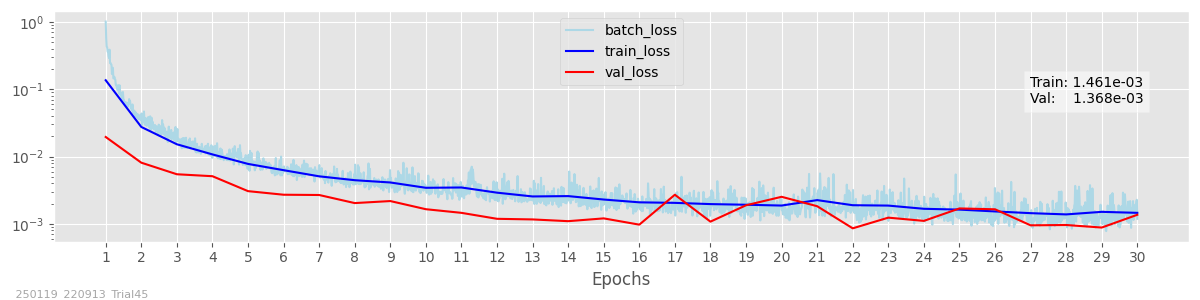 10⁰
10⁻¹
10⁻²
10⁻³
batch_loss
train_loss
val_loss
Train: 1.461e-03
Val: 1.368e-03
1 2 3 4 5 6 7 8 9 10 11 12 13 14 15 16 17 18 19 20 21 22 23 24 25 26 27 28 29 30
Epochs
250119_220913_Trial45